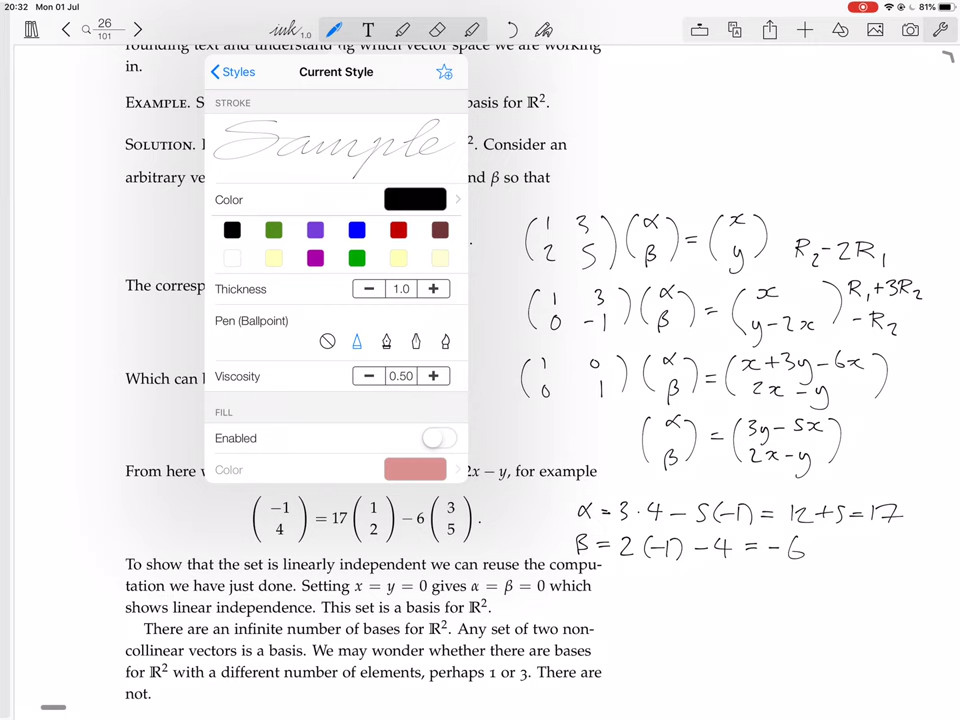 20:32 Mon 01 Jul
81%
26
101
ink 1.0
T
rounding text and understanding which vector space we are working
in.
Styles
Current Style
EXAMPLE. S
basis for ℝ².
STROKE
Sample
SOLUTION.
². Consider an
arbitrary ve
nd β so that
Color
The corresp
Thickness
− 1.0 +
Pen (Ballpoint)
Which can b
Viscosity
− 0.50 +
FILL
Enabled
Color
From here w
2x − y, for example
(−1 4) = 17 (1 2) − 6 (3 5).
To show that the set is linearly independent we can reuse the compu-
tation we have just done. Setting x = y = 0 gives α = β = 0 which
shows linear independence. This set is a basis for ℝ².
There are an infinite number of bases for ℝ². Any set of two non-
collinear vectors is a basis. We may wonder whether there are bases
for ℝ² with a different number of elements, perhaps 1 or 3. There are
not.
(1 3 2 5) (α β) = (x y) R₂ − 2R₁
(1 3 0 −1) (α β) = (x y − 2x) R₁ + 3R₂
− R₂
(1 0 0 1) (α β) = (x + 3y − 6x 2x − y)
(α β) = (3y − 5x 2x − y)
α = 3 · 4 − 5(−1) = 12 + 5 = 17
β = 2(−1) − 4 = −6